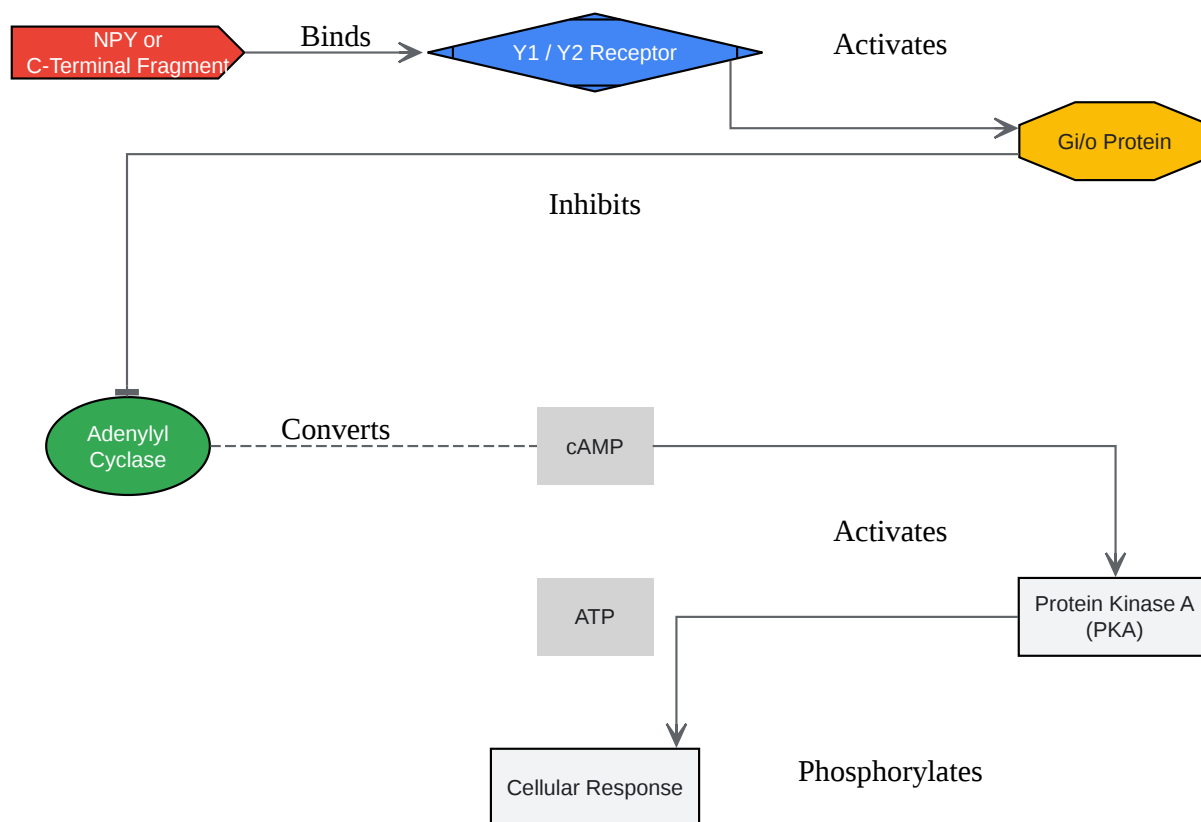 NPY or
C-Terminal Fragment
Binds
Y1 / Y2 Receptor
Activates
Gi/o Protein
Inhibits
Adenylyl
Cyclase
Converts
cAMP
Activates
ATP
Protein Kinase A
(PKA)
Cellular Response
Phosphorylates